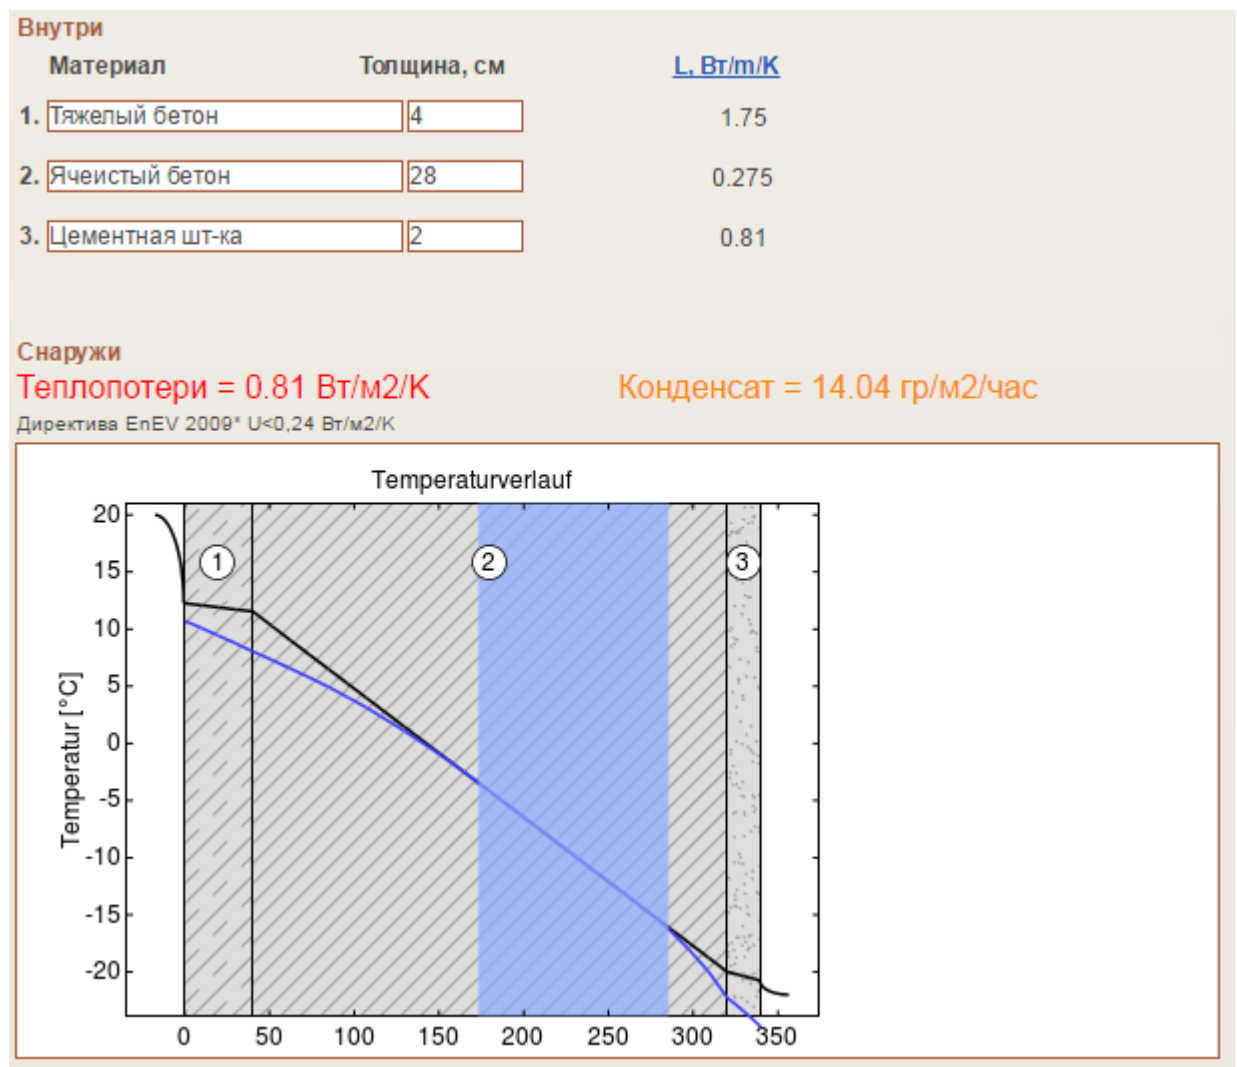 Внутри
Материал Толщина, см L, Вт/m/K
1. Тяжелый бетон 4 1.75
2. Ячеистый бетон 28 0.275
3. Цементная шт-ка 2 0.81
Снаружи
Теплопотери = 0.81 Вт/м2/K Конденсат = 14.04 гр/м2/час
Директива EnEV 2009* U<0,24 Вт/м2/K
Temperaturverlauf
20
15
10
5
0
-5
-10
-15
-20
Temperatur [°C]
1 2 3
0 50 100 150 200 250 300 350